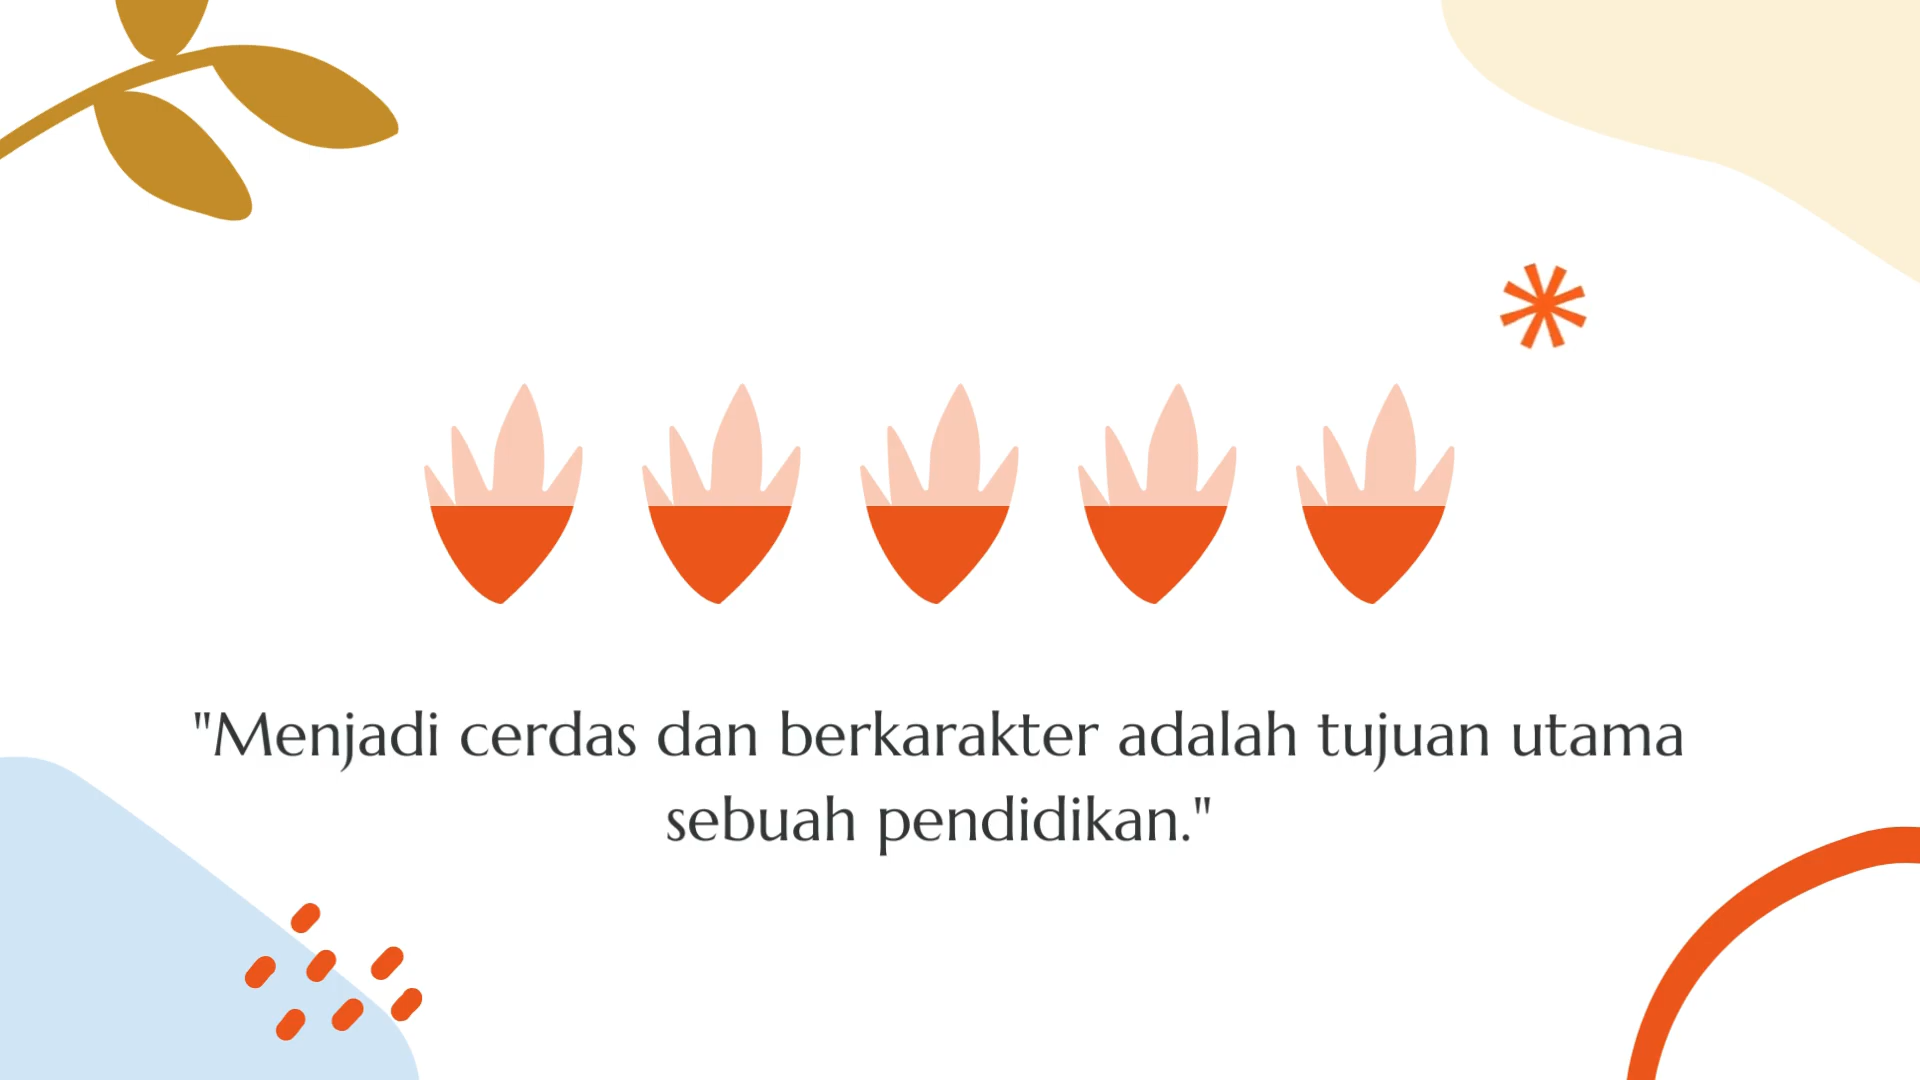 "Menjadi cerdas dan berkarakter adalah tujuan utama
sebuah pendidikan."